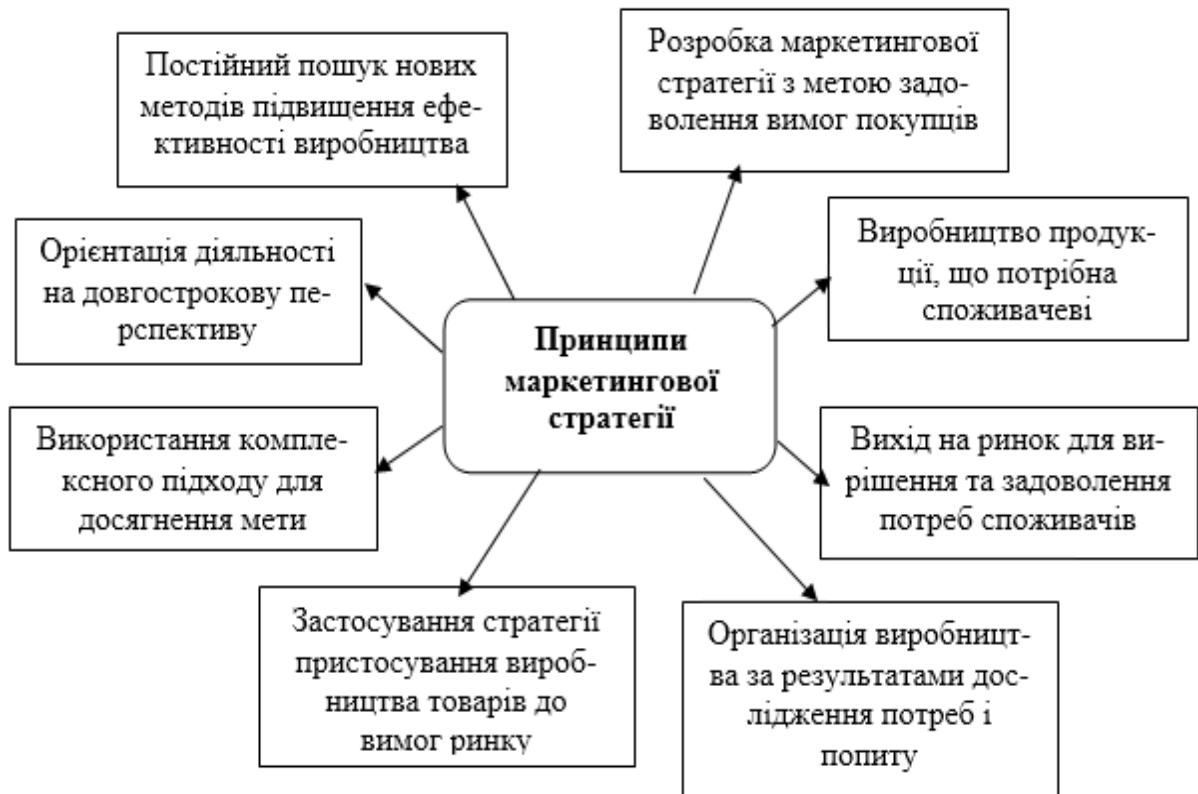 Постійний пошук нових
методів підвищення ефе-
ктивності виробництва
Розробка маркетингової
стратегії з метою задо-
волення вимог покупців
Орієнтація діяльності
на довгострокову пе-
рспективу
Виробництво продук-
ції, що потрібна
споживачеві
Принципи
маркетингової
стратегії
Використання компле-
ксного підходу для
досягнення мети
Вихід на ринок для ви-
рішення та задоволення
потреб споживачів
Застосування стратегії
пристосування вироб-
ництва товарів до
вимог ринку
Організація виробницт-
ва за результатами дос-
лідження потреб і
попиту